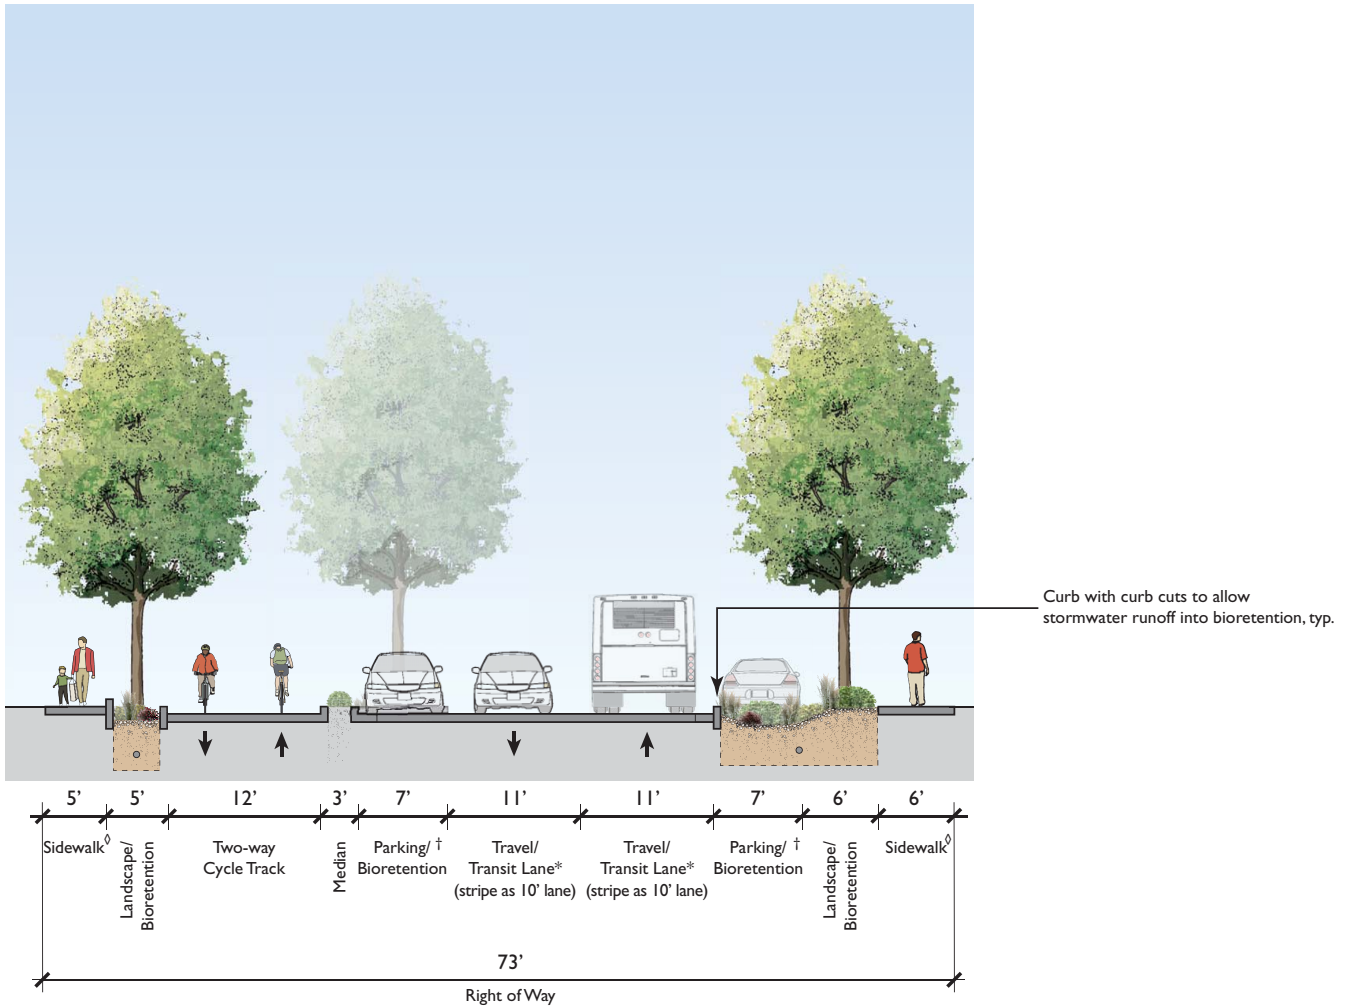 Curb with curb cuts to allow
stormwater runoff into bioretention, typ.
5’
5’
12’
3’
7’
11’
11’
7’
6’
6’
Sidewalk◊
Landscape/
Bioretention
Two-way
Cycle Track
Median
Parking/ †
Bioretention
Travel/
Transit Lane*
(stripe as 10’ lane)
Travel/
Transit Lane*
(stripe as 10’ lane)
Parking/ †
Bioretention
Landscape/
Bioretention
Sidewalk◊
73’
Right of Way